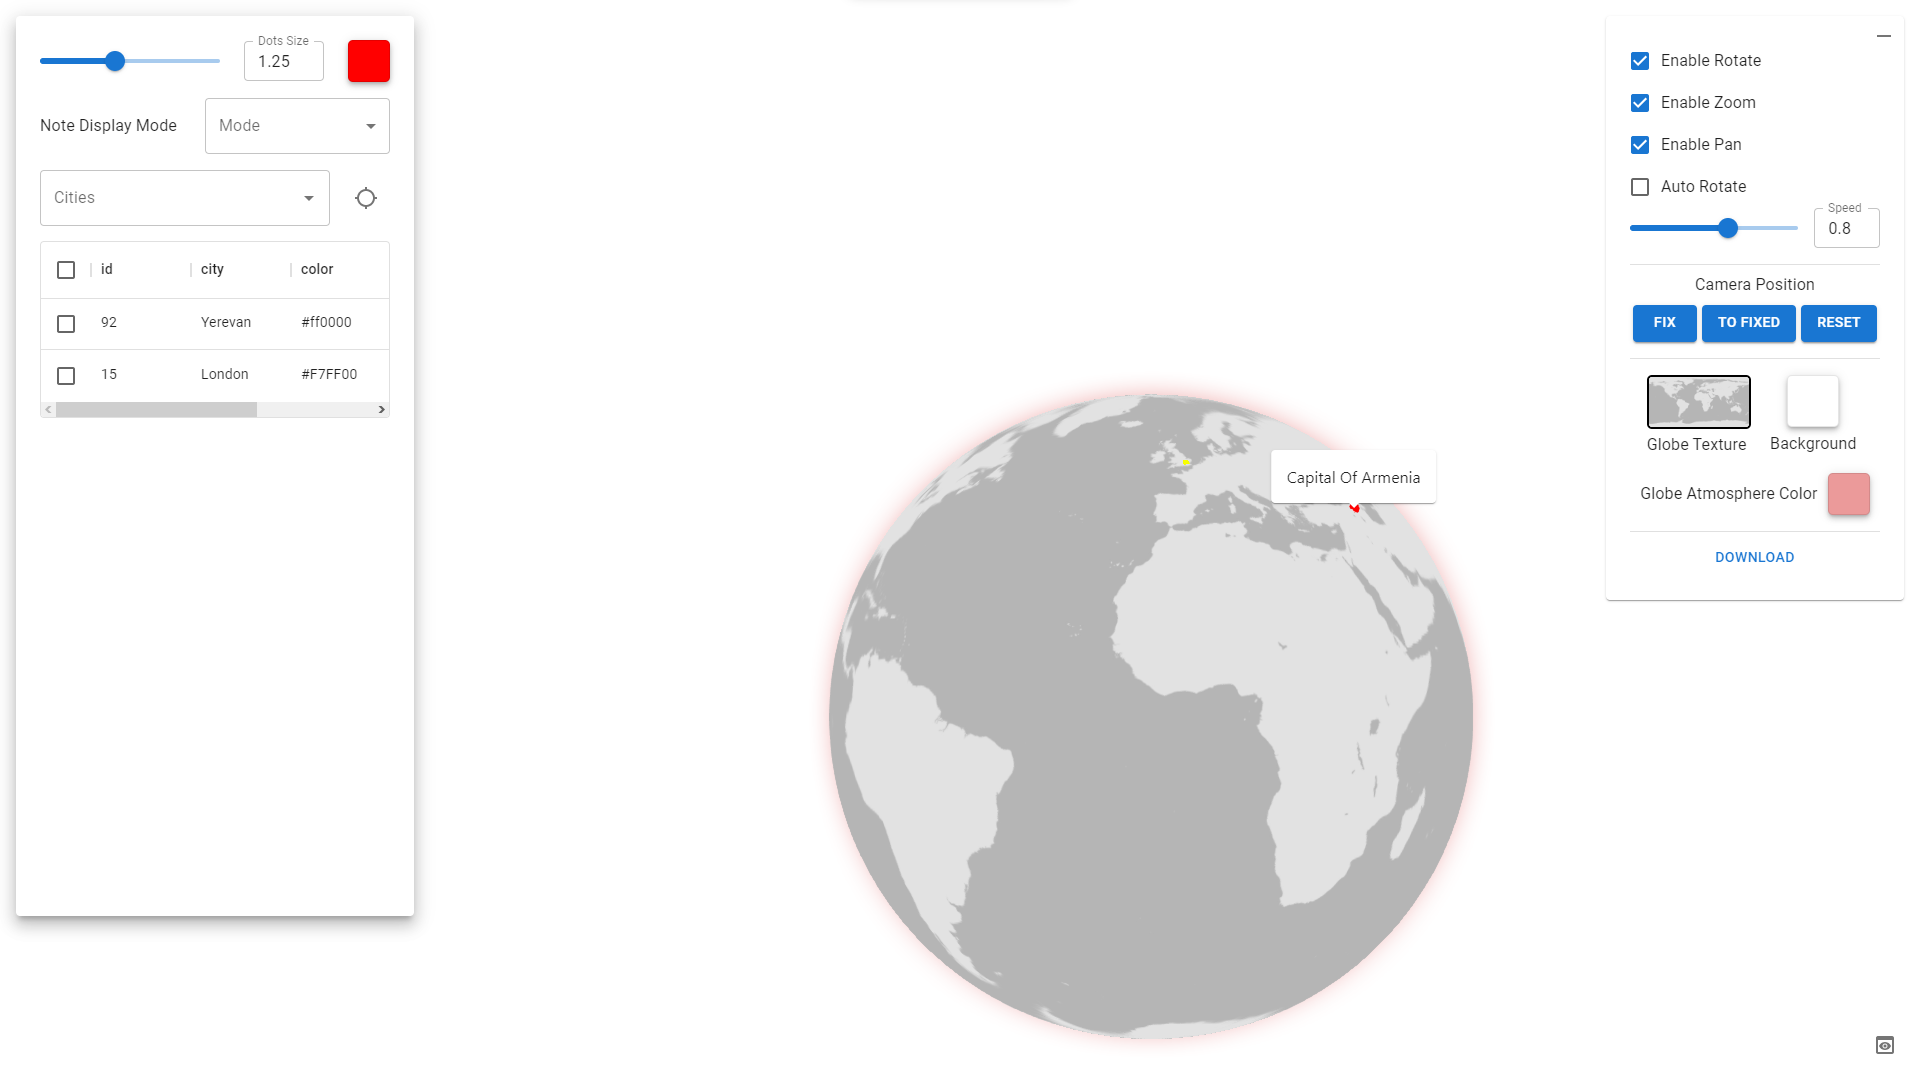 Dots Size
1.25
Note Display Mode
Mode
Cities
id city color
92 Yerevan #ff0000
15 London #F7FF00
Capital Of Armenia
Enable Rotate
Enable Zoom
Enable Pan
Auto Rotate
Speed
0.8
Camera Position
FIX TO FIXED RESET
Globe Texture Background
Globe Atmosphere Color
DOWNLOAD